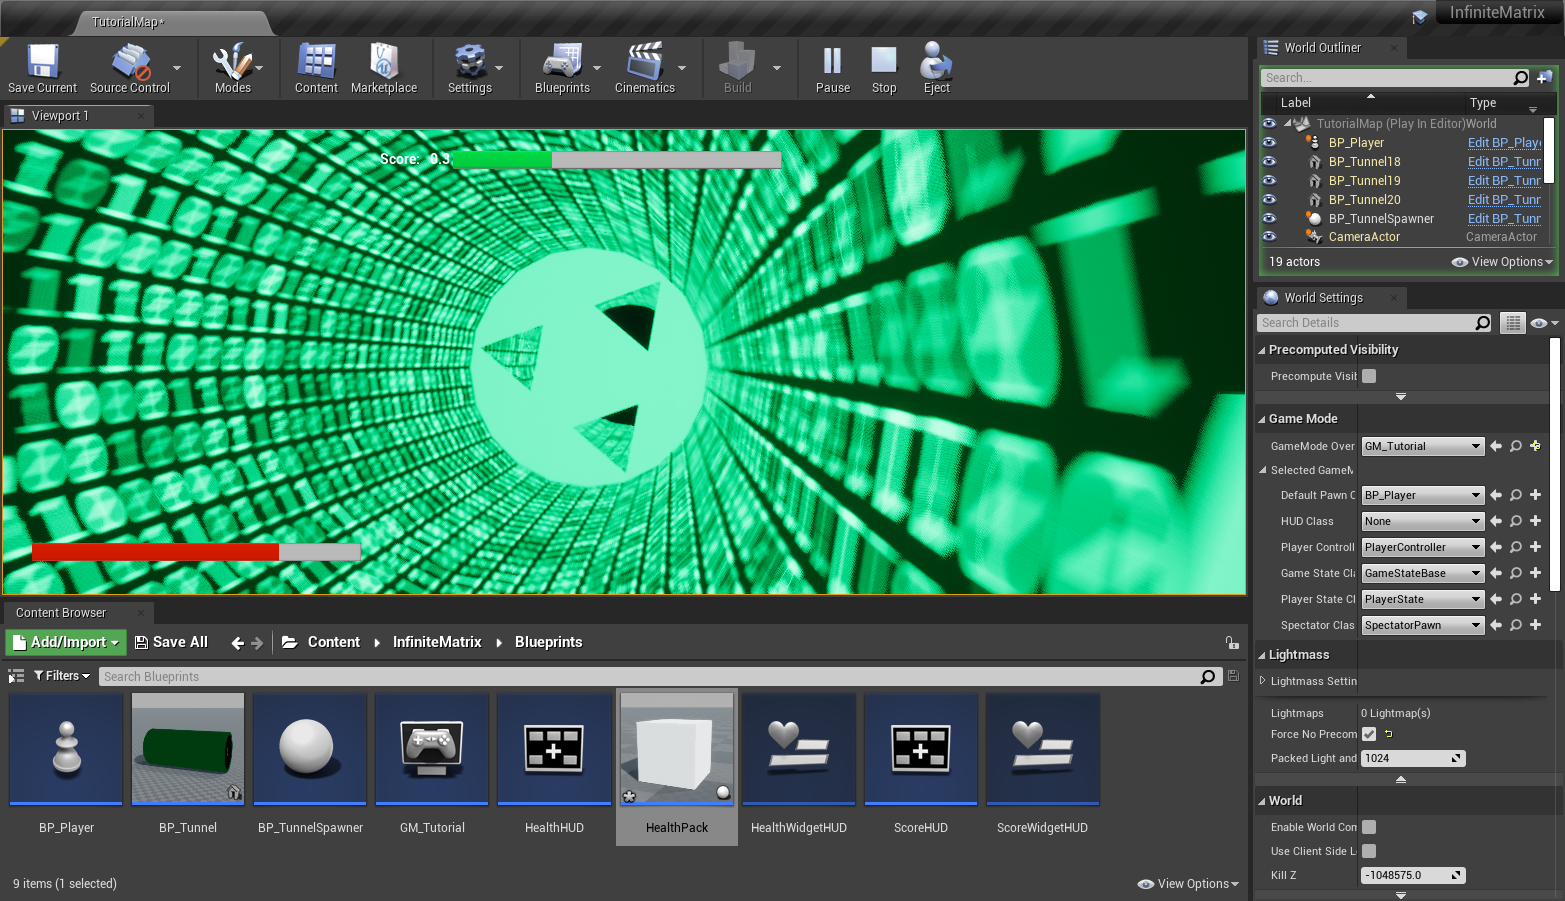 TutorialMap*
InfiniteMatrix
Save Current
Source Control
Modes
Content
Marketplace
Settings
Blueprints
Cinematics
Build
Pause
Stop
Eject
Viewport 1
Score: 0.3
World Outliner
Search...
Label Type
TutorialMap (Play In Editor) World
BP_Player Edit BP_Play
BP_Tunnel18 Edit BP_Tunn
BP_Tunnel19 Edit BP_Tunn
BP_Tunnel20 Edit BP_Tunn
BP_TunnelSpawner Edit BP_Tunn
CameraActor CameraActor
19 actors View Options
World Settings
Search Details
Precomputed Visibility
Precompute Visib
Game Mode
GameMode Over GM_Tutorial
Selected GameM
Default Pawn C BP_Player
HUD Class None
Player Controll PlayerController
Game State Cla GameStateBase
Player State Cl PlayerState
Spectator Clas SpectatorPawn
Lightmass
Lightmass Settin
Lightmaps 0 Lightmap(s)
Force No Precom
Packed Light and 1024
World
Enable World Com
Use Client Side L
Kill Z -1048575.0
Content Browser
Add/Import Save All Content InfiniteMatrix Blueprints
Filters Search Blueprints
BP_Player
BP_Tunnel
BP_TunnelSpawner
GM_Tutorial
HealthHUD
HealthPack
HealthWidgetHUD
ScoreHUD
ScoreWidgetHUD
9 items (1 selected) View Options